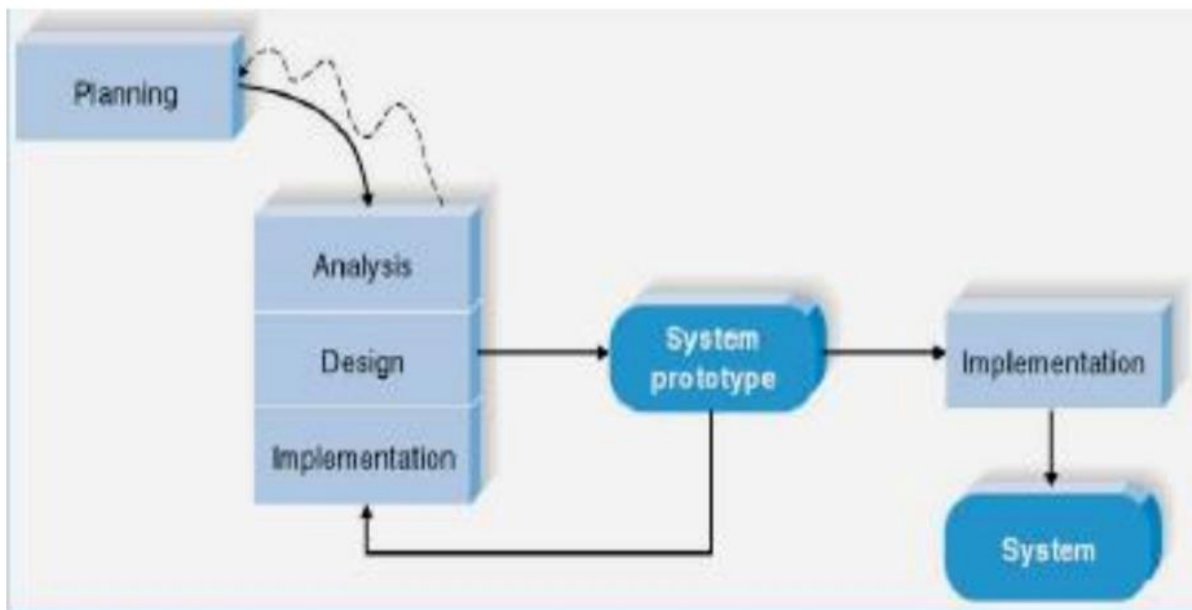 Planning
Analysis
Design
Implementation
System
prototype
Implementation
System